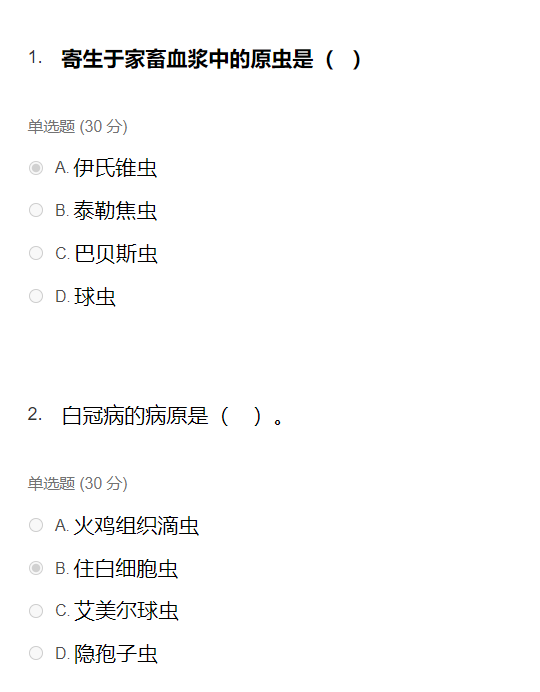 1. 寄生于家畜血浆中的原虫是（ ）
单选题 (30 分)
A. 伊氏锥虫
B. 泰勒焦虫
C. 巴贝斯虫
D. 球虫
2. 白冠病的病原是（ ）。
单选题 (30 分)
A. 火鸡组织滴虫
B. 住白细胞虫
C. 艾美尔球虫
D. 隐孢子虫